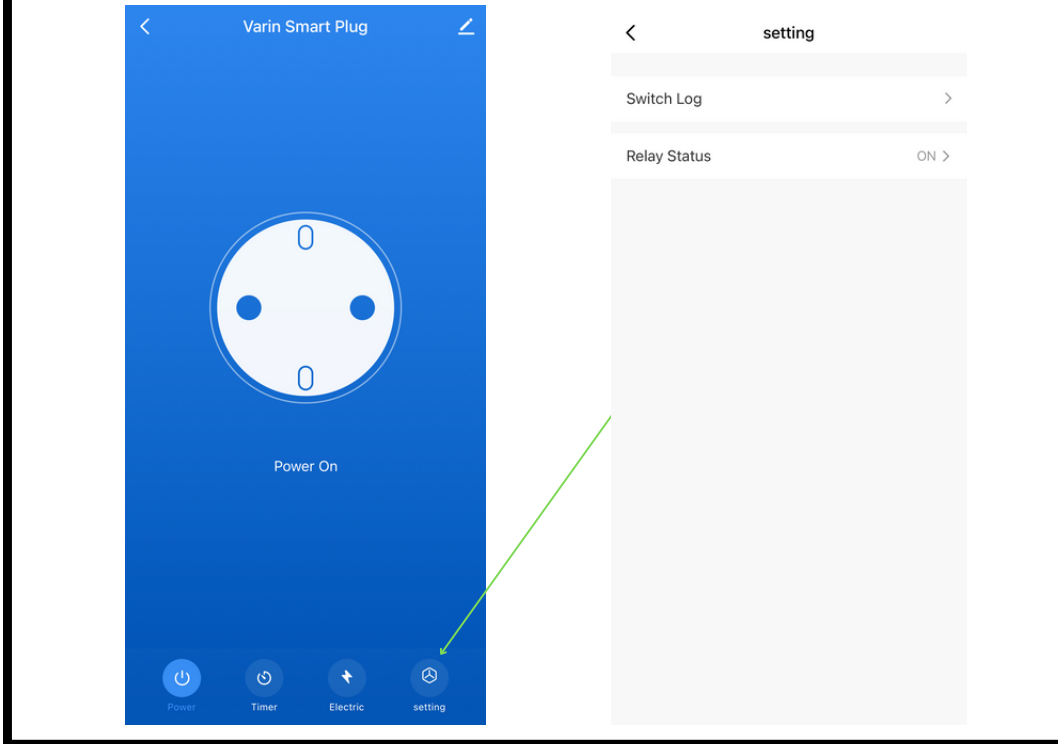 Varin Smart Plug
Power On
Power
Timer
Electric
setting
setting
Switch Log
Relay Status ON